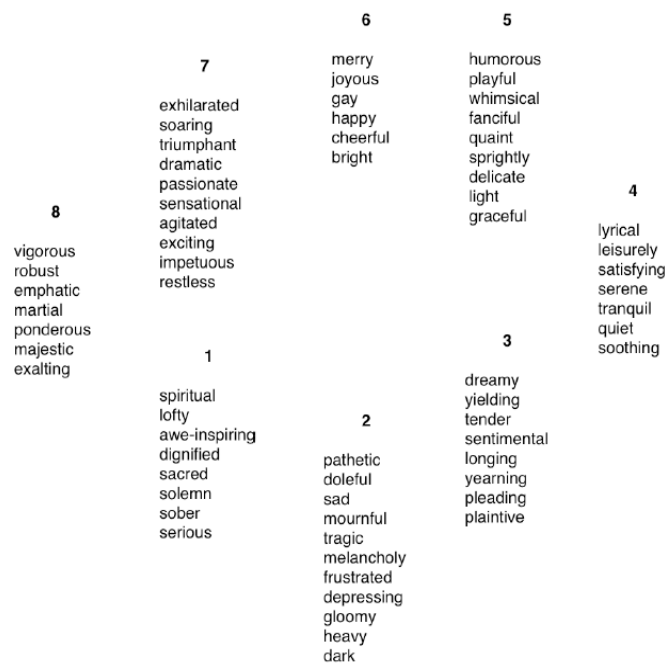 6
merry
joyous
gay
happy
cheerful
bright
5
humorous
playful
whimsical
fanciful
quaint
sprightly
delicate
light
graceful
7
exhilarated
soaring
triumphant
dramatic
passionate
sensational
agitated
exciting
impetuous
restless
4
lyrical
leisurely
satisfying
serene
tranquil
quiet
soothing
8
vigorous
robust
emphatic
martial
ponderous
majestic
exalting
1
spiritual
lofty
awe-inspiring
dignified
sacred
solemn
sober
serious
2
pathetic
doleful
sad
mournful
tragic
melancholy
frustrated
depressing
gloomy
heavy
dark
3
dreamy
yielding
tender
sentimental
longing
yearning
pleading
plaintive